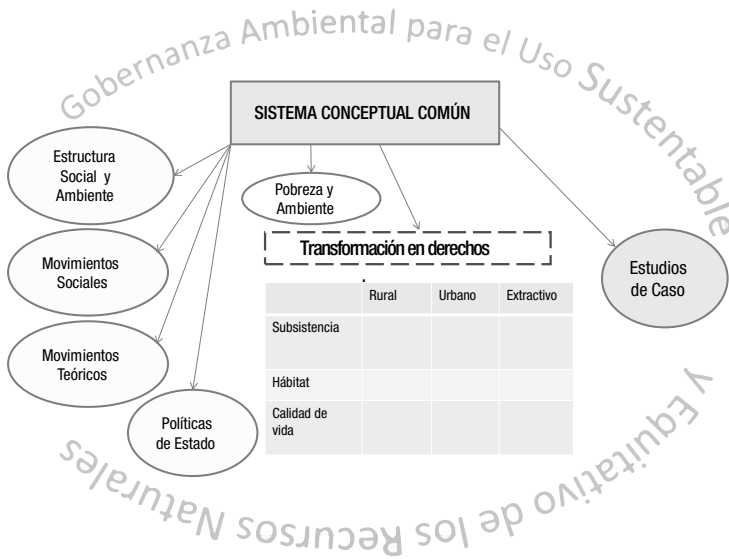 Gobernanza Ambiental para el Uso Sustentable
y Equitativo de los Recursos Naturales
SISTEMA CONCEPTUAL COMÚN
Estructura
Social y
Ambiente
Pobreza y
Ambiente
Transformación en derechos
Movimientos
Sociales
Estudios
de Caso
Rural Urbano Extractivo
Subsistencia
Hábitat
Calidad de
vida
Movimientos
Teóricos
Políticas
de Estado